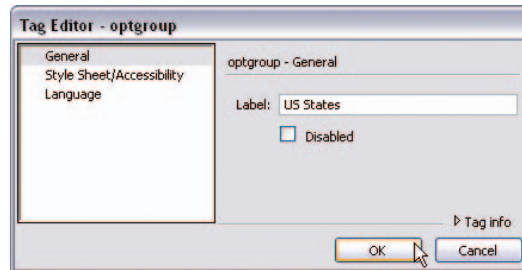 Tag Editor - optgroup
General
Style Sheet/Accessibility
Language
optgroup - General
Label: US States
Disabled
Tag info
OK
Cancel